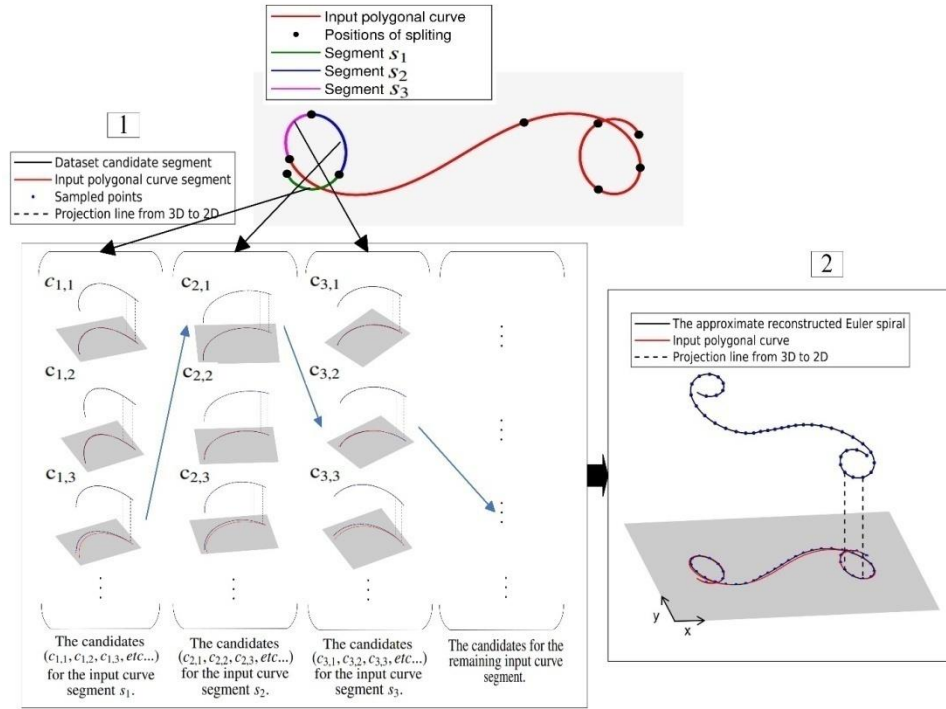 Input polygonal curve
Positions of spliting
Segment s1
Segment s2
Segment s3
1
Dataset candidate segment
Input polygonal curve segment
Sampled points
Projection line from 3D to 2D
c1,1
c1,2
c1,3
c2,1
c2,2
c2,3
c3,1
c3,2
c3,3
The candidates
(c1,1, c1,2, c1,3, etc...)
for the input curve
segment s1.
The candidates
(c2,1, c2,2, c2,3, etc...)
for the input curve
segment s2.
The candidates
(c3,1, c3,2, c3,3, etc...)
for the input curve
segment s3.
The candidates for the
remaining input curve
segment.
2
The approximate reconstructed Euler spiral
Input polygonal curve
Projection line from 3D to 2D
y
x